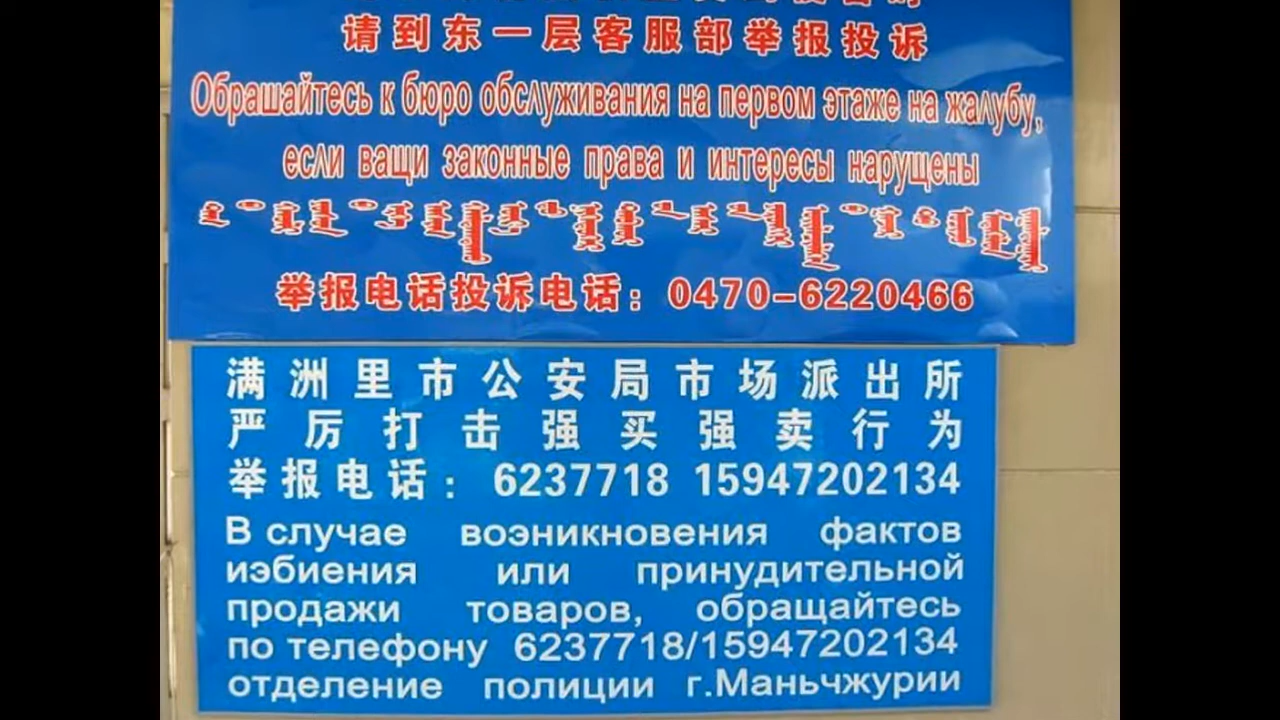 请到东一层客服部举报投诉
Обрашайтесь к бюро обслуживания на первом этаже на жалубу,
если ващи законные права и интересы нарущены
举报电话投诉电话：0470-6220466
满洲里市公安局市场派出所
严厉打击强买强卖行为
举报电话：6237718 15947202134
В случае возникновения фактов
иэбиения или принудительной
продажи товаров, обращайтесь
по телефону 6237718/15947202134
отделение полиции г.Маньчжурии